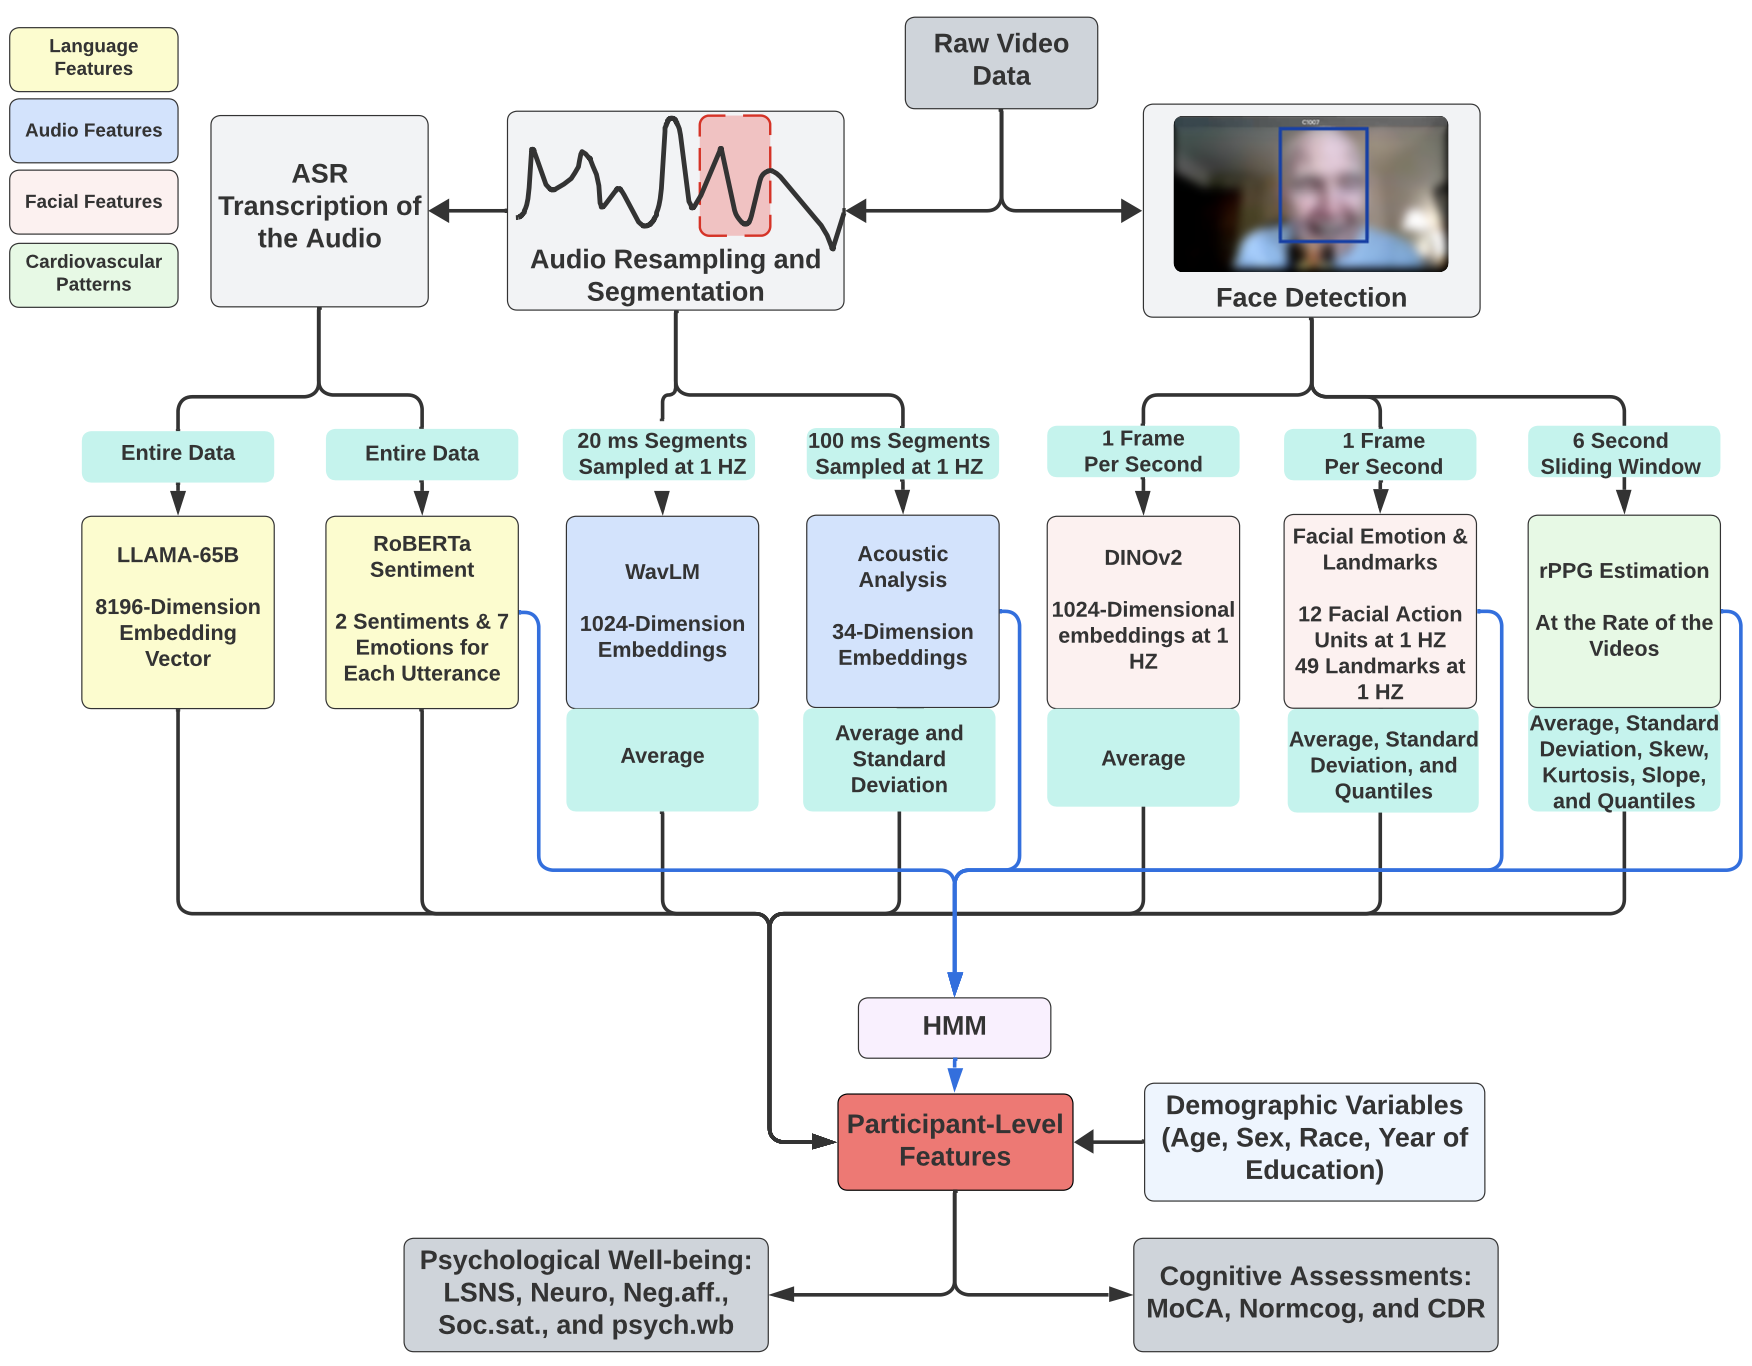 Language
Features
Audio Features
Facial Features
Cardiovascular
Patterns
Raw Video
Data
ASR
Transcription of
the Audio
Audio Resampling and
Segmentation
Face Detection
Entire Data
Entire Data
20 ms Segments
Sampled at 1 HZ
100 ms Segments
Sampled at 1 HZ
1 Frame
Per Second
1 Frame
Per Second
6 Second
Sliding Window
LLAMA-65B
8196-Dimension
Embedding
Vector
RoBERTa
Sentiment
2 Sentiments & 7
Emotions for
Each Utterance
WavLM
1024-Dimension
Embeddings
Acoustic
Analysis
34-Dimension
Embeddings
DINOv2
1024-Dimensional
embeddings at 1
HZ
Facial Emotion &
Landmarks
12 Facial Action
Units at 1 HZ
49 Landmarks at
1 HZ
rPPG Estimation
At the Rate of the
Videos
Average
Average and
Standard
Deviation
Average
Average, Standard
Deviation, and
Quantiles
Average, Standard
Deviation, Skew,
Kurtosis, Slope,
and Quantiles
HMM
Participant-Level
Features
Demographic Variables
(Age, Sex, Race, Year of
Education)
Psychological Well-being:
LSNS, Neuro, Neg.aff.,
Soc.sat., and psych.wb
Cognitive Assessments:
MoCA, Normcog, and CDR